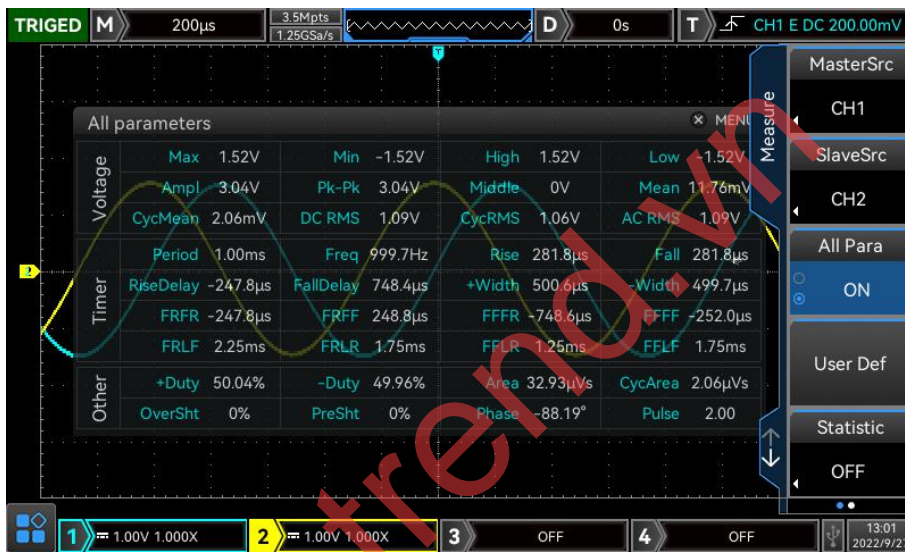 TRIGED M 200µs 3.5Mpts 1.25GSa/s D 0s T CH1 E DC 200.00mV
T
MasterSrc
CH1
Measure
SlaveSrc
CH2
All Para
ON
User Def
Statistic
OFF
All parameters MENU
Voltage
Max 1.52V Min -1.52V High 1.52V Low -1.52V
Ampl 3.04V Pk-Pk 3.04V Middle 0V Mean 11.76mV
CycMean 2.06mV DC RMS 1.09V CycRMS 1.06V AC RMS 1.09V
Timer
Period 1.00ms Freq 999.7Hz Rise 281.8µs Fall 281.8µs
RiseDelay -247.8µs FallDelay 748.4µs +Width 500.6µs -Width 499.7µs
FRFR -247.8µs FRFF 248.8µs FFFR -748.6µs FFFF -252.0µs
FRLF 2.25ms FRLR 1.75ms FFLR 1.25ms FFLF 1.75ms
Other
+Duty 50.04% -Duty 49.96% Area 32.93µVs CycArea 2.06µVs
OverSht 0% PreSht 0% Phase -88.19° Pulse 2.00
2
1 1.00V 1.000X 2 1.00V 1.000X 3 OFF 4 OFF
13:01
2022/9/27
trend.vn